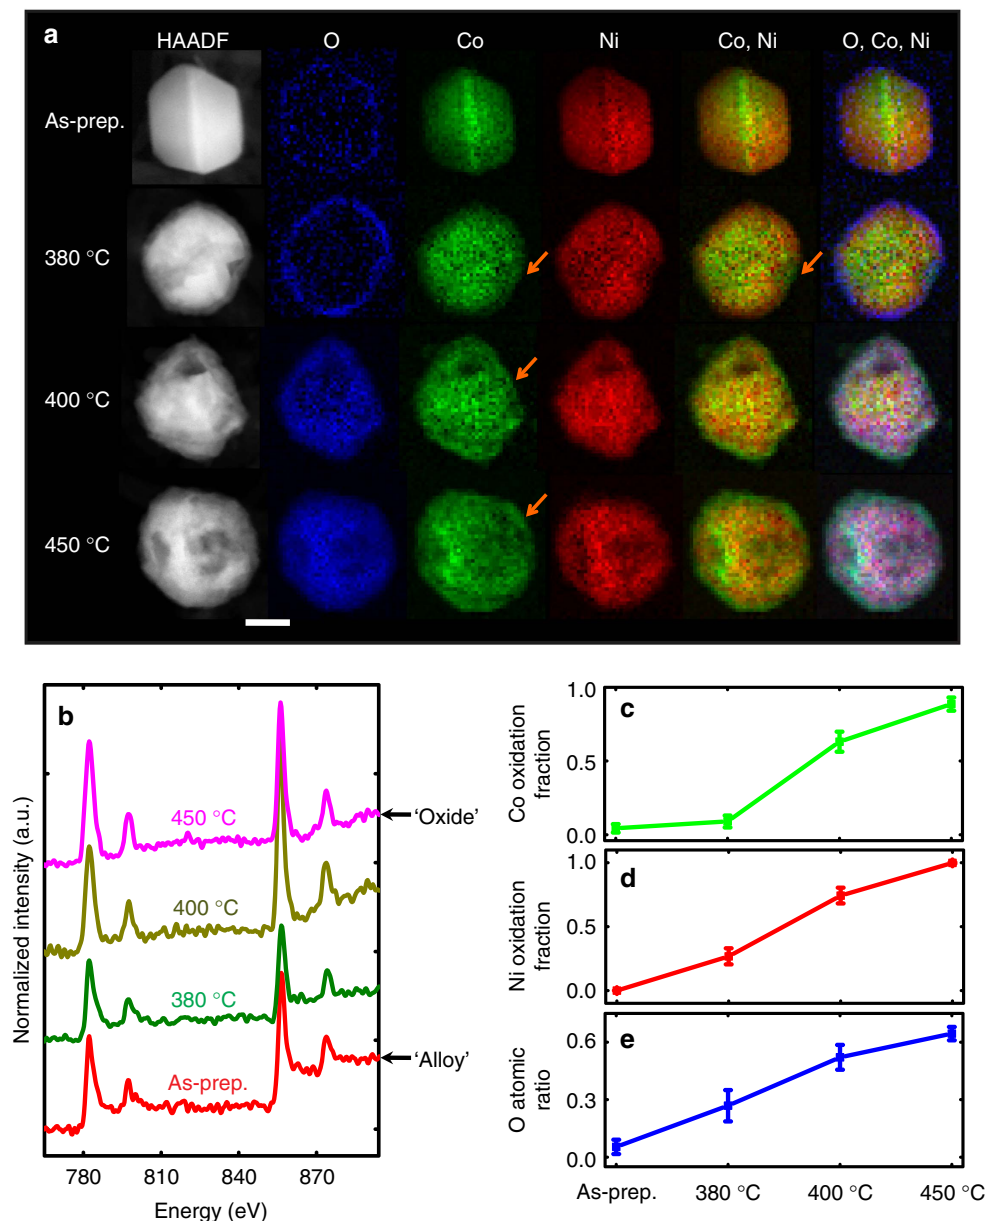 a
HAADF O Co Ni Co, Ni O, Co, Ni
As-prep.
380 °C
400 °C
450 °C
b
Normalized intensity (a.u.)
450 °C
400 °C
380 °C
As-prep.
'Oxide'
'Alloy'
780 810 840 870
Energy (eV)
c
Co oxidation
fraction
1.0
0.5
0.0
d
Ni oxidation
fraction
1.0
0.5
0.0
e
O atomic
ratio
0.6
0.3
0.0
As-prep. 380 °C 400 °C 450 °C